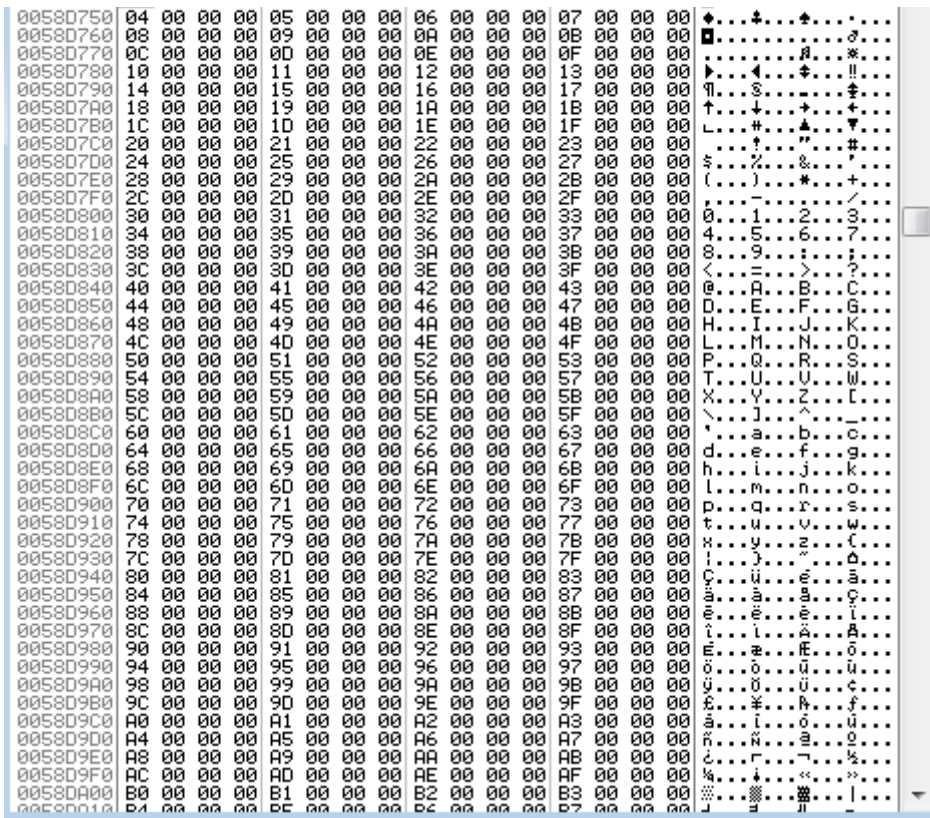 0058D750 04 00 00 00 05 00 00 00 06 00 00 00 07 00 00 00 ♦...♣...♠...•...
0058D760 08 00 00 00 09 00 00 00 0A 00 00 00 0B 00 00 00 ◘...........♂...
0058D770 0C 00 00 00 0D 00 00 00 0E 00 00 00 0F 00 00 00 ........♫...☼...
0058D780 10 00 00 00 11 00 00 00 12 00 00 00 13 00 00 00 ►...◄...↕...‼...
0058D790 14 00 00 00 15 00 00 00 16 00 00 00 17 00 00 00 ¶...§...▬...↨...
0058D7A0 18 00 00 00 19 00 00 00 1A 00 00 00 1B 00 00 00 ↑...↓...→...←...
0058D7B0 1C 00 00 00 1D 00 00 00 1E 00 00 00 1F 00 00 00 ∟...↔...▲...▼...
0058D7C0 20 00 00 00 21 00 00 00 22 00 00 00 23 00 00 00  ...!..."...#...
0058D7D0 24 00 00 00 25 00 00 00 26 00 00 00 27 00 00 00 $...%...&...'...
0058D7E0 28 00 00 00 29 00 00 00 2A 00 00 00 2B 00 00 00 (...)...*...+...
0058D7F0 2C 00 00 00 2D 00 00 00 2E 00 00 00 2F 00 00 00 ,...-......./...
0058D800 30 00 00 00 31 00 00 00 32 00 00 00 33 00 00 00 0...1...2...3...
0058D810 34 00 00 00 35 00 00 00 36 00 00 00 37 00 00 00 4...5...6...7...
0058D820 38 00 00 00 39 00 00 00 3A 00 00 00 3B 00 00 00 8...9...:...;...
0058D830 3C 00 00 00 3D 00 00 00 3E 00 00 00 3F 00 00 00 <...=...>...?...
0058D840 40 00 00 00 41 00 00 00 42 00 00 00 43 00 00 00 @...A...B...C...
0058D850 44 00 00 00 45 00 00 00 46 00 00 00 47 00 00 00 D...E...F...G...
0058D860 48 00 00 00 49 00 00 00 4A 00 00 00 4B 00 00 00 H...I...J...K...
0058D870 4C 00 00 00 4D 00 00 00 4E 00 00 00 4F 00 00 00 L...M...N...O...
0058D880 50 00 00 00 51 00 00 00 52 00 00 00 53 00 00 00 P...Q...R...S...
0058D890 54 00 00 00 55 00 00 00 56 00 00 00 57 00 00 00 T...U...V...W...
0058D8A0 58 00 00 00 59 00 00 00 5A 00 00 00 5B 00 00 00 X...Y...Z...[...
0058D8B0 5C 00 00 00 5D 00 00 00 5E 00 00 00 5F 00 00 00 \...]...^..._...
0058D8C0 60 00 00 00 61 00 00 00 62 00 00 00 63 00 00 00 `...a...b...c...
0058D8D0 64 00 00 00 65 00 00 00 66 00 00 00 67 00 00 00 d...e...f...g...
0058D8E0 68 00 00 00 69 00 00 00 6A 00 00 00 6B 00 00 00 h...i...j...k...
0058D8F0 6C 00 00 00 6D 00 00 00 6E 00 00 00 6F 00 00 00 l...m...n...o...
0058D900 70 00 00 00 71 00 00 00 72 00 00 00 73 00 00 00 p...q...r...s...
0058D910 74 00 00 00 75 00 00 00 76 00 00 00 77 00 00 00 t...u...v...w...
0058D920 78 00 00 00 79 00 00 00 7A 00 00 00 7B 00 00 00 x...y...z...{...
0058D930 7C 00 00 00 7D 00 00 00 7E 00 00 00 7F 00 00 00 |...}...~...⌂...
0058D940 80 00 00 00 81 00 00 00 82 00 00 00 83 00 00 00 Ç...ü...é...â...
0058D950 84 00 00 00 85 00 00 00 86 00 00 00 87 00 00 00 ä...à...å...ç...
0058D960 88 00 00 00 89 00 00 00 8A 00 00 00 8B 00 00 00 ê...ë...è...ï...
0058D970 8C 00 00 00 8D 00 00 00 8E 00 00 00 8F 00 00 00 î...ì...Ä...Å...
0058D980 90 00 00 00 91 00 00 00 92 00 00 00 93 00 00 00 É...æ...Æ...ô...
0058D990 94 00 00 00 95 00 00 00 96 00 00 00 97 00 00 00 ö...ò...û...ù...
0058D9A0 98 00 00 00 99 00 00 00 9A 00 00 00 9B 00 00 00 ÿ...Ö...Ü...¢...
0058D9B0 9C 00 00 00 9D 00 00 00 9E 00 00 00 9F 00 00 00 £...¥...₧...ƒ...
0058D9C0 A0 00 00 00 A1 00 00 00 A2 00 00 00 A3 00 00 00 á...í...ó...ú...
0058D9D0 A4 00 00 00 A5 00 00 00 A6 00 00 00 A7 00 00 00 ñ...Ñ...ª...º...
0058D9E0 A8 00 00 00 A9 00 00 00 AA 00 00 00 AB 00 00 00 ¿...⌐...¬...½...
0058D9F0 AC 00 00 00 AD 00 00 00 AE 00 00 00 AF 00 00 00 ¼...¡...«...»...
0058DA00 B0 00 00 00 B1 00 00 00 B2 00 00 00 B3 00 00 00 ░...▒...▓...│...